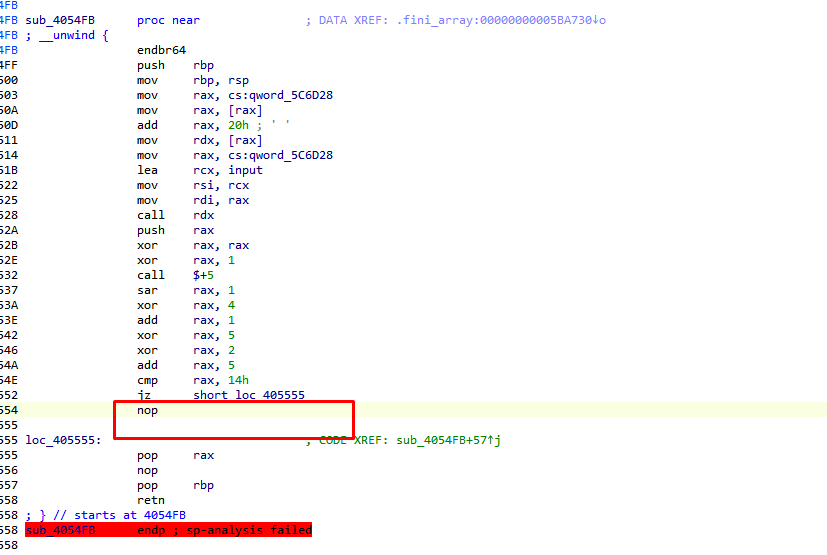 4FB
4FB sub_4054FB proc near ; DATA XREF: .fini_array:00000000005BA730↓o
4FB ; __unwind {
4FB endbr64
4FF push rbp
500 mov rbp, rsp
503 mov rax, cs:qword_5C6D28
50A mov rax, [rax]
50D add rax, 20h ; ' '
511 mov rdx, [rax]
514 mov rax, cs:qword_5C6D28
51B lea rcx, input
522 mov rsi, rcx
525 mov rdi, rax
528 call rdx
52A push rax
52B xor rax, rax
52E xor rax, 1
532 call $+5
537 sar rax, 1
53A xor rax, 4
53E add rax, 1
542 xor rax, 5
546 xor rax, 2
54A add rax, 5
54E cmp rax, 14h
552 jz short loc_405555
554 nop
555
555 loc_405555: ; CODE XREF: sub_4054FB+57↑j
555 pop rax
556 nop
557 pop rbp
558 retn
558 ; } // starts at 4054FB
558 sub_4054FB endp ; sp-analysis failed
558